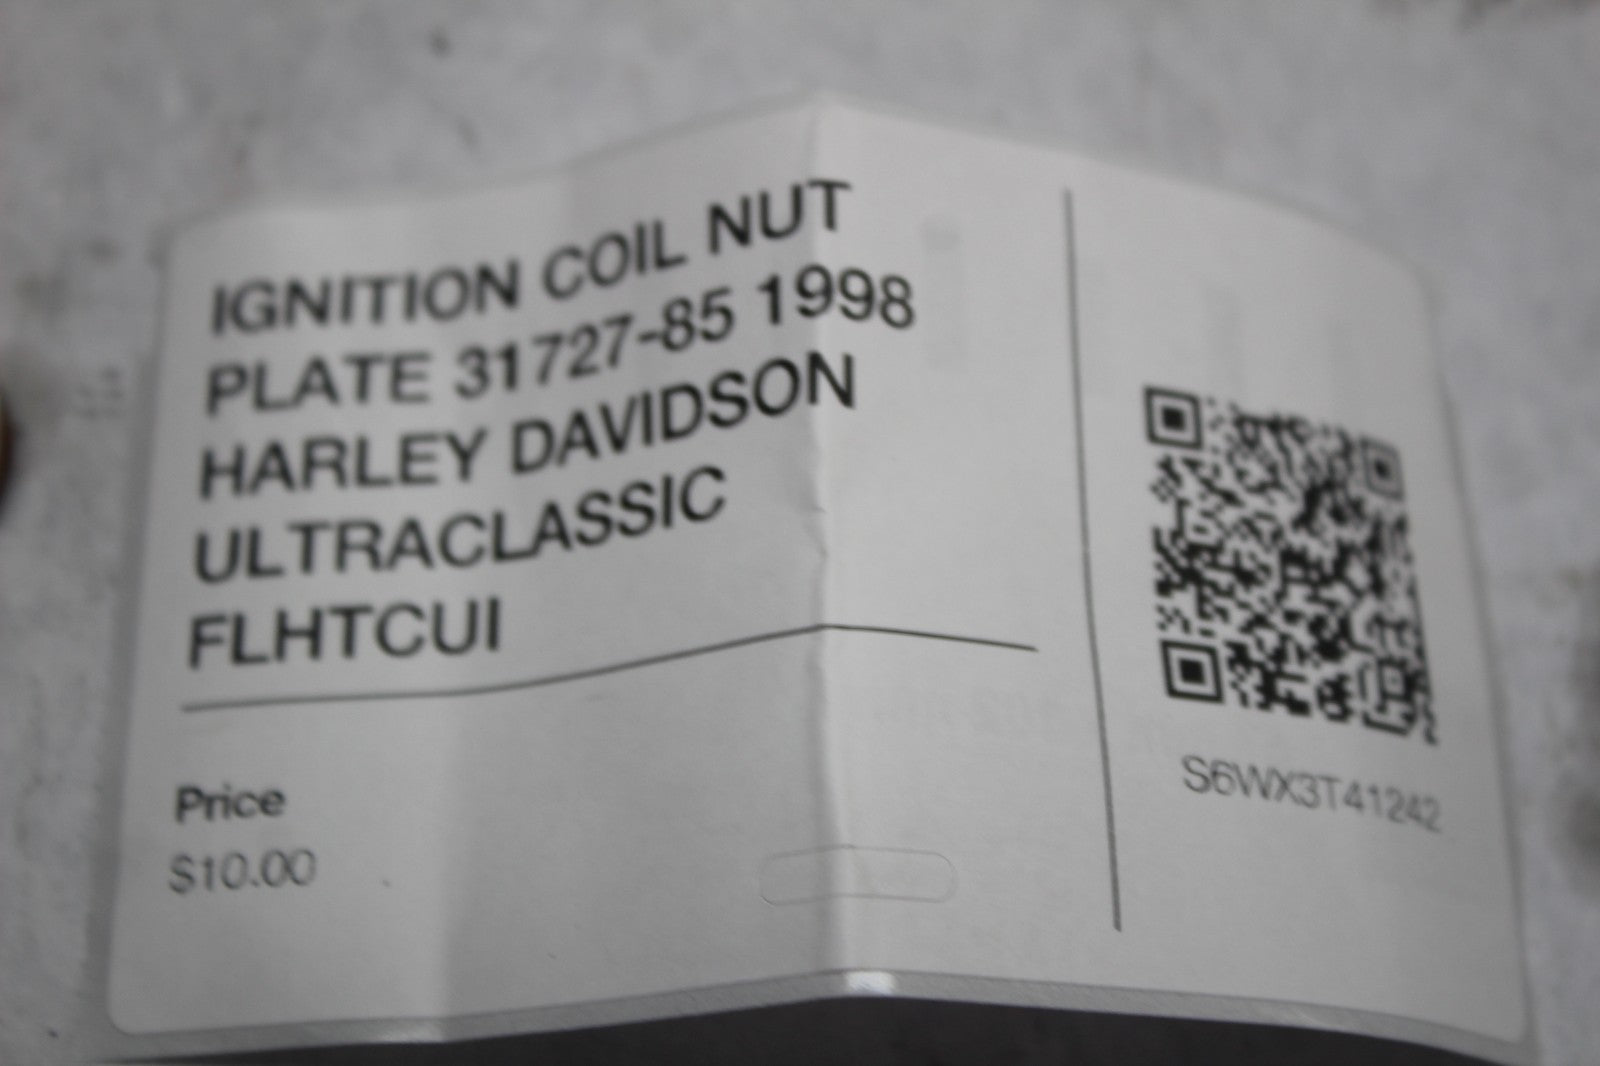 IGNITION COIL NUT
PLATE 31727-85 1998
HARLEY DAVIDSON
ULTRACLASSIC
FLHTCUI
Price
$10.00
S6WX3T41242